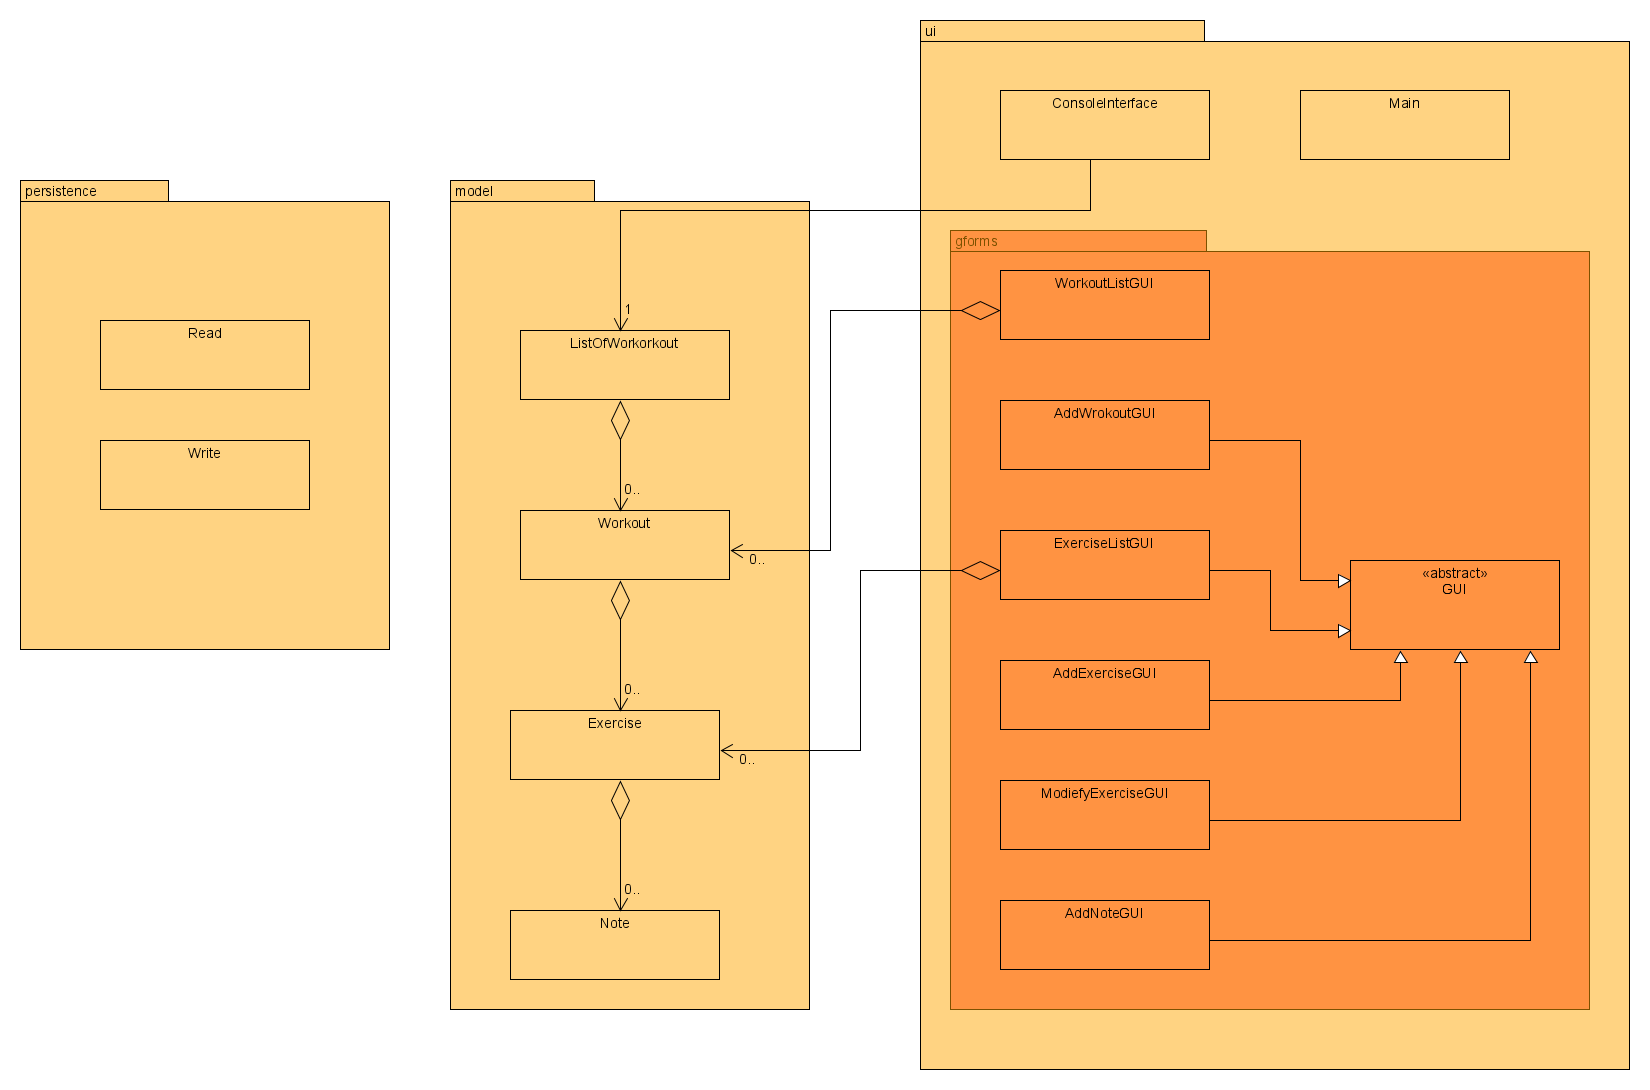 ui
ConsoleInterface
Main
persistence
Read
Write
model
1
ListOfWorkorkout
0..
Workout
0..
0..
Exercise
0..
0..
Note
gforms
WorkoutListGUI
AddWrokoutGUI
ExerciseListGUI
«abstract»
GUI
AddExerciseGUI
ModiefyExerciseGUI
AddNoteGUI